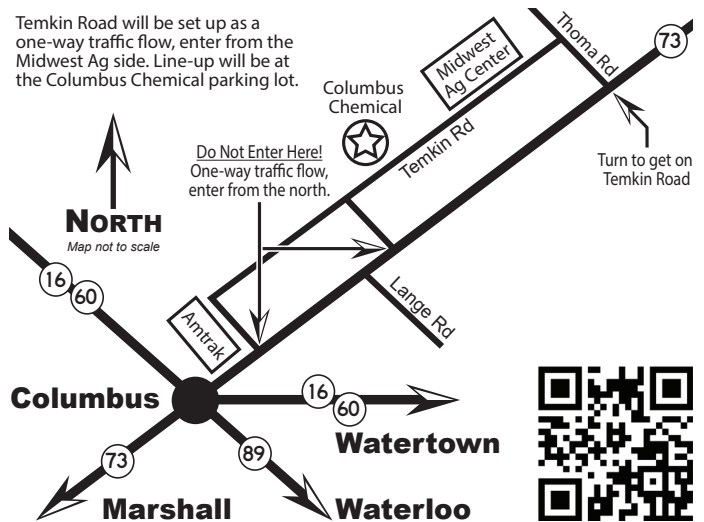 Temkin Road will be set up as a
one-way traffic flow, enter from the
Midwest Ag side. Line-up will be at
the Columbus Chemical parking lot.
Thoma Rd
73
Midwest
Ag Center
Columbus
Chemical
Temkin Rd
Turn to get on
Temkin Road
Do Not Enter Here!
One-way traffic flow,
enter from the north.
NORTH
Map not to scale
16
60
Lange Rd
Amtrak
Columbus
16
60
Watertown
73
89
Marshall
Waterloo